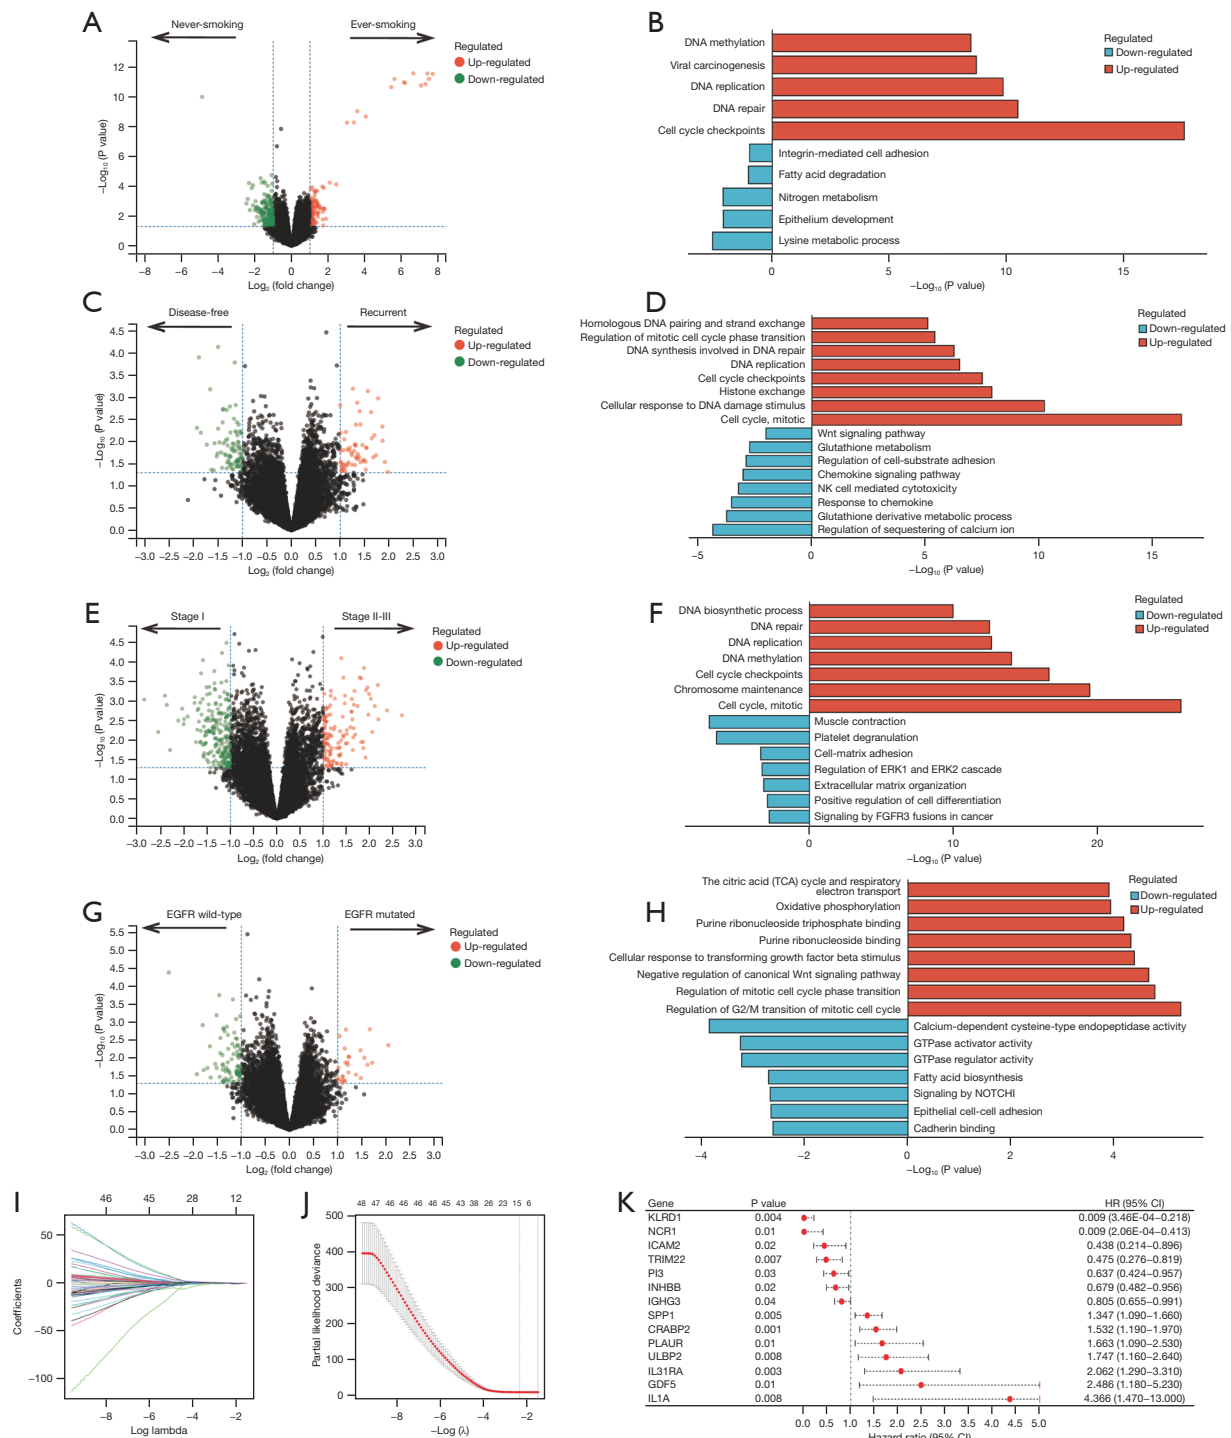 A
Never-smoking
Ever-smoking
Regulated
Up-regulated
Down-regulated
12
10
8
6
4
2
0
−Log₁₀ (P value)
−8 −6 −4 −2 0 2 4 6 8
Log₂ (fold change)
B
Regulated
Down-regulated
Up-regulated
DNA methylation
Viral carcinogenesis
DNA replication
DNA repair
Cell cycle checkpoints
Integrin-mediated cell adhesion
Fatty acid degradation
Nitrogen metabolism
Epithelium development
Lysine metabolic process
0 5 10 15
−Log₁₀ (P value)
C
Disease-free
Recurrent
Regulated
Up-regulated
Down-regulated
4.5
4.0
3.5
3.0
2.5
2.0
1.5
1.0
0.5
0.0
−Log₁₀ (P value)
−3.0 −2.5 −2.0 −1.5 −1.0 −0.5 0.0 0.5 1.0 1.5 2.0 2.5 3.0
Log₂ (fold change)
D
Regulated
Down-regulated
Up-regulated
Homologous DNA pairing and strand exchange
Regulation of mitotic cell cycle phase transition
DNA synthesis involved in DNA repair
DNA replication
Cell cycle checkpoints
Histone exchange
Cellular response to DNA damage stimulus
Cell cycle, mitotic
Wnt signaling pathway
Glutathione metabolism
Regulation of cell-substrate adhesion
Chemokine signaling pathway
NK cell mediated cytotoxicity
Response to chemokine
Glutathione derivative metabolic process
Regulation of sequestering of calcium ion
−5 0 5 10 15
−Log₁₀ (P value)
E
Stage I
Stage II-III
Regulated
Up-regulated
Down-regulated
4.5
4.0
3.5
3.0
2.5
2.0
1.5
1.0
0.5
0.0
−Log₁₀ (P value)
−3.0 −2.5 −2.0 −1.5 −1.0 −0.5 0.0 0.5 1.0 1.5 2.0 2.5 3.0
Log₂ (fold change)
F
Regulated
Down-regulated
Up-regulated
DNA biosynthetic process
DNA repair
DNA replication
DNA methylation
Cell cycle checkpoints
Chromosome maintenance
Cell cycle, mitotic
Muscle contraction
Platelet degranulation
Cell-matrix adhesion
Regulation of ERK1 and ERK2 cascade
Extracellular matrix organization
Positive regulation of cell differentiation
Signaling by FGFR3 fusions in cancer
0 10 20
−Log₁₀ (P value)
G
EGFR wild-type
EGFR mutated
Regulated
Up-regulated
Down-regulated
5.5
5.0
4.5
4.0
3.5
3.0
2.5
2.0
1.5
1.0
0.5
0.0
−Log₁₀ (P value)
−3.0 −2.5 −2.0 −1.5 −1.0 −0.5 0.0 0.5 1.0 1.5 2.0 2.5 3.0
Log₂ (fold change)
H
Regulated
Down-regulated
Up-regulated
The citric acid (TCA) cycle and respiratory
electron transport
Oxidative phosphorylation
Purine ribonucleoside triphosphate binding
Purine ribonucleoside binding
Cellular response to transforming growth factor beta stimulus
Negative regulation of canonical Wnt signaling pathway
Regulation of mitotic cell cycle phase transition
Regulation of G2/M transition of mitotic cell cycle
Calcium-dependent cysteine-type endopeptidase activity
GTPase activator activity
GTPase regulator activity
Fatty acid biosynthesis
Signaling by NOTCHI
Epithelial cell-cell adhesion
Cadherin binding
−4 −2 0 2 4
−Log₁₀ (P value)
I
46 45 28 12
50
0
−50
−100
Coefficients
−8 −6 −4 −2
Log lambda
J
48 47 46 46 46 46 45 43 38 26 23 15 6
500
400
300
200
100
0
Partial likelihood deviance
−8 −6 −4 −2
−Log (λ)
K
Gene P value HR (95% CI)
KLRD1 0.004 0.009 (3.46E−04−0.218)
NCR1 0.01 0.009 (2.06E−04−0.413)
ICAM2 0.02 0.438 (0.214−0.896)
TRIM22 0.007 0.475 (0.276−0.819)
PI3 0.03 0.637 (0.424−0.957)
INHBB 0.02 0.679 (0.482−0.956)
IGHG3 0.04 0.805 (0.655−0.991)
SPP1 0.005 1.347 (1.090−1.660)
CRABP2 0.001 1.532 (1.190−1.970)
PLAUR 0.01 1.663 (1.090−2.530)
ULBP2 0.008 1.747 (1.160−2.640)
IL31RA 0.003 2.062 (1.290−3.310)
GDF5 0.01 2.486 (1.180−5.230)
IL1A 0.008 4.366 (1.470−13.000)
0.0 0.5 1.0 1.5 2.0 2.5 3.0 3.5 4.0 4.5 5.0
Hazard ratio (95% CI)